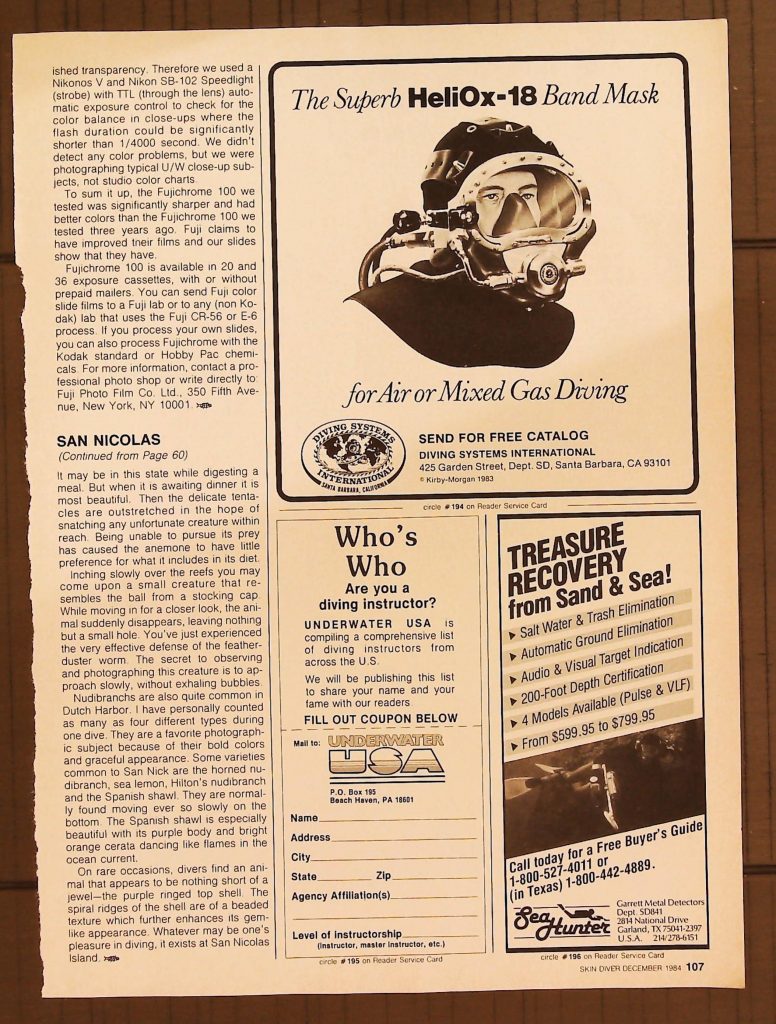 ished transparency. Therefore we used a
Nikonos V and Nikon SB-102 Speedlight
(strobe) with TTL (through the lens) auto-
matic exposure control to check for the
color balance in close-ups where the
flash duration could be significantly
shorter than 1/4000 second. We didn't
detect any color problems, but we were
photographing typical U/W close-up sub-
jects, not studio color charts.
To sum it up, the Fujichrome 100 we
tested was significantly sharper and had
better colors than the Fujichrome 100 we
tested three years ago. Fuji claims to
have improved tneir films and our slides
show that they have.
Fujichrome 100 is available in 20 and
36 exposure cassettes, with or without
prepaid mailers. You can send Fuji color
slide films to a Fuji lab or to any (non Ko-
dak) lab that uses the Fuji CR-56 or E-6
process. If you process your own slides,
you can also process Fujichrome with the
Kodak standard or Hobby Pac chemi-
cals. For more information, contact a pro-
fessional photo shop or write directly to
Fuji Photo Film Co. Ltd., 350 Fifth Ave-
nue, New York, NY 10001.
SAN NICOLAS
(Continued from Page 60)
It may be in this state while digesting a
meal. But when it is awaiting dinner it is
most beautiful. Then the delicate tenta-
cles are outstretched in the hope of
snatching any unfortunate creature within
reach. Being unable to pursue its prey
has caused the anemone to have little
preference for what it includes in its diet.
Inching slowly over the reefs you may
come upon a small creature that re-
sembles the ball from a stocking cap.
While moving in for a closer look, the ani-
mal suddenly disappears, leaving nothing
but a small hole. You've just experienced
the very effective defense of the feather-
duster worm. The secret to observing
and photographing this creature is to ap-
proach slowly, without exhaling bubbles.
Nudibranchs are also quite common in
Dutch Harbor. I have personally counted
as many as four different types during
one dive. They are a favorite photograph-
ic subject because of their bold colors
and graceful appearance. Some varieties
common to San Nick are the horned nu-
dibranch, sea lemon, Hilton's nudibranch
and the Spanish shawl. They are normal-
ly found moving ever so slowly on the
bottom. The Spanish shawl is especially
beautiful with its purple body and bright
orange cerata dancing like flames in the
ocean current.
On rare occasions, divers find an ani-
mal that appears to be nothing short of a
jewel—the purple ringed top shell. The
spiral ridges of the shell are of a beaded
texture which further enhances its gem-
like appearance. Whatever may be one's
pleasure in diving, it exists at San Nicolas
Island.
The Superb HeliOx-18 Band Mask
for Air or Mixed Gas Diving
DIVING SYSTEMS
INTERNATIONAL
SANTA BARBARA, CALIFORNIA
SEND FOR FREE CATALOG
DIVING SYSTEMS INTERNATIONAL
425 Garden Street, Dept. SD, Santa Barbara, CA 93101
© Kirby-Morgan 1983
circle #194 on Reader Service Card
Who's
Who
Are you a
diving instructor?
UNDERWATER USA is
compiling a comprehensive list
of diving instructors from
across the U.S.
We will be publishing this list
to share your name and your
fame with our readers
FILL OUT COUPON BELOW
Mail to: UNDERWATER
USA
P.O. Box 195
Beach Haven, PA 18601
Name
Address
City
State Zip
Agency Affiliation(s)
Level of instructorship
(Instructor, master instructor, etc.)
circle #195 on Reader Service Card
TREASURE
RECOVERY
from Sand & Sea!
Salt Water & Trash Elimination
Automatic Ground Elimination
Audio & Visual Target Indication
200-Foot Depth Certification
4 Models Available (Pulse & VLF)
From $599.95 to $799.95
Call today for a Free Buyer's Guide
1-800-527-4011 or
(in Texas) 1-800-442-4889.
Sea Hunter
Garrett Metal Detectors
Dept. SD841
2814 National Drive
Garland, TX 75041-2397
U.S.A. 214/278-6151
circle #196 on Reader Service Card
SKIN DIVER DECEMBER 1984 107